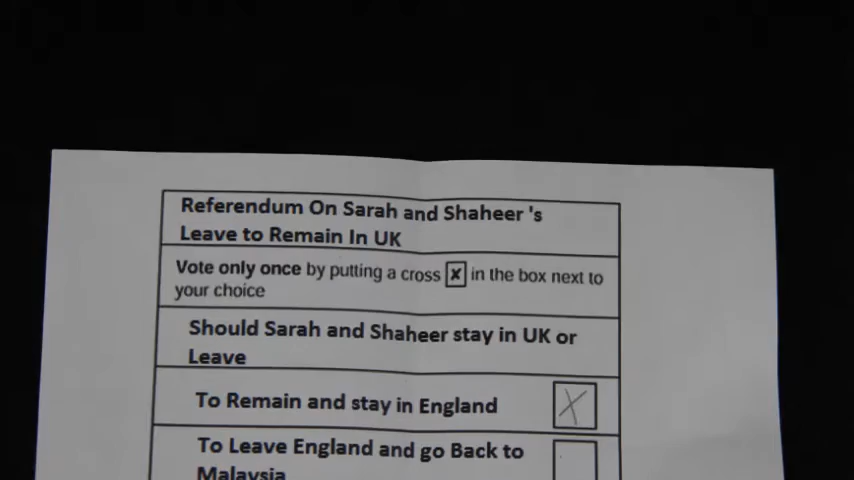 Referendum On Sarah and Shaheer 's
Leave to Remain In UK
Vote only once by putting a cross x in the box next to
your choice
Should Sarah and Shaheer stay in UK or
Leave
To Remain and stay in England X
To Leave England and go Back to
Malaysia